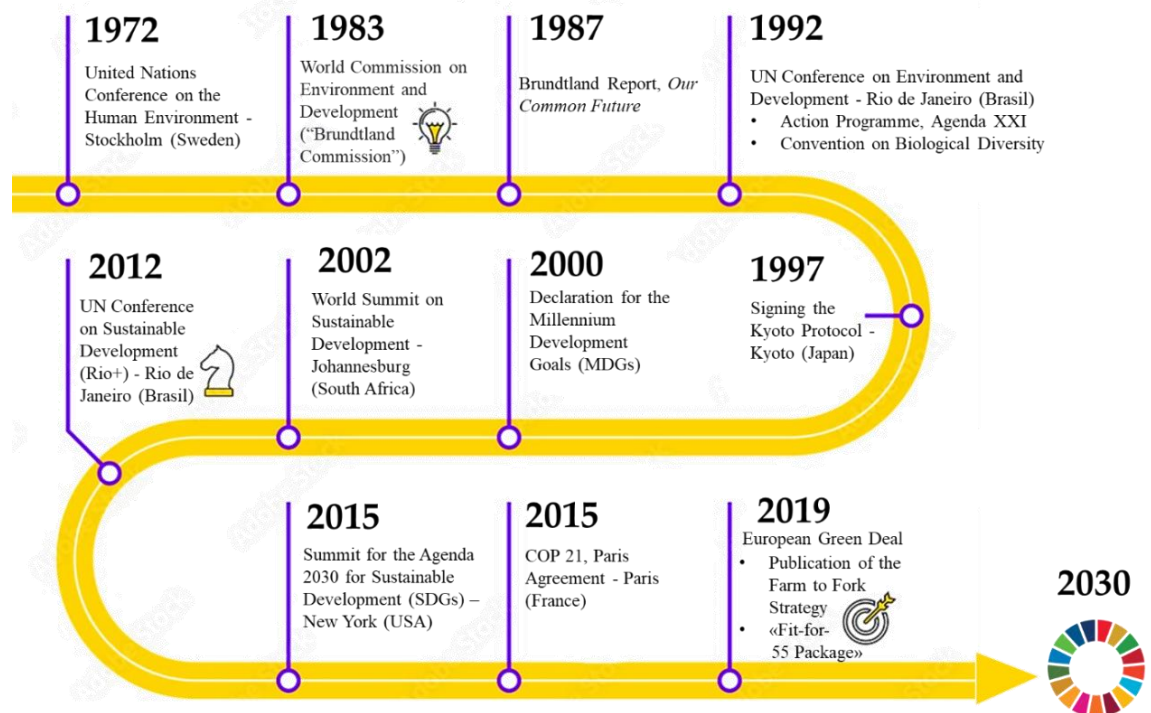 1972
United Nations
Conference on the
Human Environment -
Stockholm (Sweden)
1983
World Commission on
Environment and
Development
(“Brundtland
Commission”)
1987
Brundtland Report, Our
Common Future
1992
UN Conference on Environment and
Development - Rio de Janeiro (Brasil)
• Action Programme, Agenda XXI
• Convention on Biological Diversity
1997
Signing the
Kyoto Protocol -
Kyoto (Japan)
2000
Declaration for the
Millennium
Development
Goals (MDGs)
2002
World Summit on
Sustainable
Development -
Johannesburg
(South Africa)
2012
UN Conference
on Sustainable
Development
(Rio+) - Rio de
Janeiro (Brasil)
2015
Summit for the Agenda
2030 for Sustainable
Development (SDGs) –
New York (USA)
2015
COP 21, Paris
Agreement - Paris
(France)
2019
European Green Deal
• Publication of the
Farm to Fork
Strategy
• «Fit-for-
55 Package»
2030